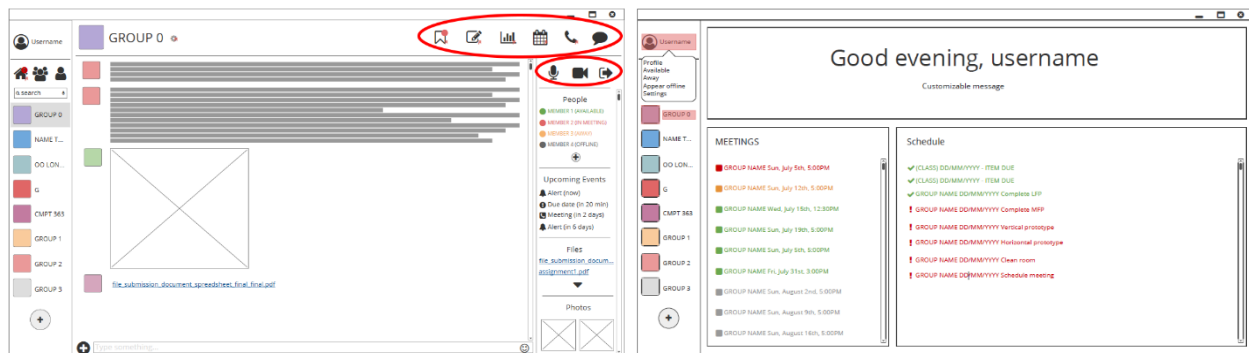 Username
GROUP 0
search
GROUP 0
NAME T...
OO LON...
G
CMPT 363
GROUP 1
GROUP 2
GROUP 3
file_submission_document_spreadsheet_final_final.pdf
Type something...
People
MEMBER 1 (AVAILABLE)
MEMBER 2 (IN MEETING)
MEMBER 3 (AWAY)
MEMBER 4 (OFFLINE)
Upcoming Events
Alert (now)
Due date (in 20 min)
Meeting (in 2 days)
Alert (in 6 days)
Files
file_submission_docum...
assignment1.pdf
Photos
Username
Profile
Available
Away
Appear offline
Settings
GROUP 0
NAME T...
OO LON...
G
CMPT 363
GROUP 1
GROUP 2
GROUP 3
Good evening, username
Customizable message
MEETINGS
GROUP NAME Sun, July 5th, 5:00PM
GROUP NAME Sun, July 12th, 5:00PM
GROUP NAME Wed, July 15th, 12:30PM
GROUP NAME Sun, July 19th, 5:00PM
GROUP NAME Sun, July 5th, 5:00PM
GROUP NAME Fri, July 31st, 3:00PM
GROUP NAME Sun, August 2nd, 5:00PM
GROUP NAME Sun, August 9th, 5:00PM
GROUP NAME Sun, August 16th, 5:00PM
Schedule
(CLASS) DD/MM/YYYY - ITEM DUE
(CLASS) DD/MM/YYYY - ITEM DUE
GROUP NAME DD/MM/YYYY Complete LFP
GROUP NAME DD/MM/YYYY Complete MFP
GROUP NAME DD/MM/YYYY Vertical prototype
GROUP NAME DD/MM/YYYY Horizontal prototype
GROUP NAME DD/MM/YYYY Clean room
GROUP NAME DD/MM/YYYY Schedule meeting